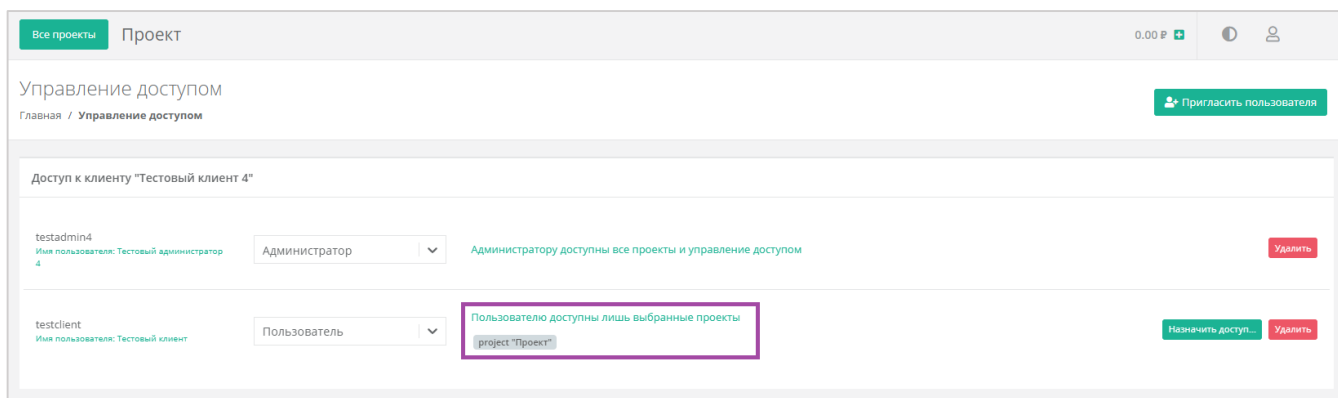 Все проекты
Проект
0.00 ₽
Управление доступом
Главная / Управление доступом
Пригласить пользователя
Доступ к клиенту "Тестовый клиент 4"
testadmin4
Имя пользователя: Тестовый администратор
4
Администратор
Администратору доступны все проекты и управление доступом
Удалить
testclient
Имя пользователя: Тестовый клиент
Пользователь
Пользователю доступны лишь выбранные проекты
project "Проект"
Назначить доступ...
Удалить